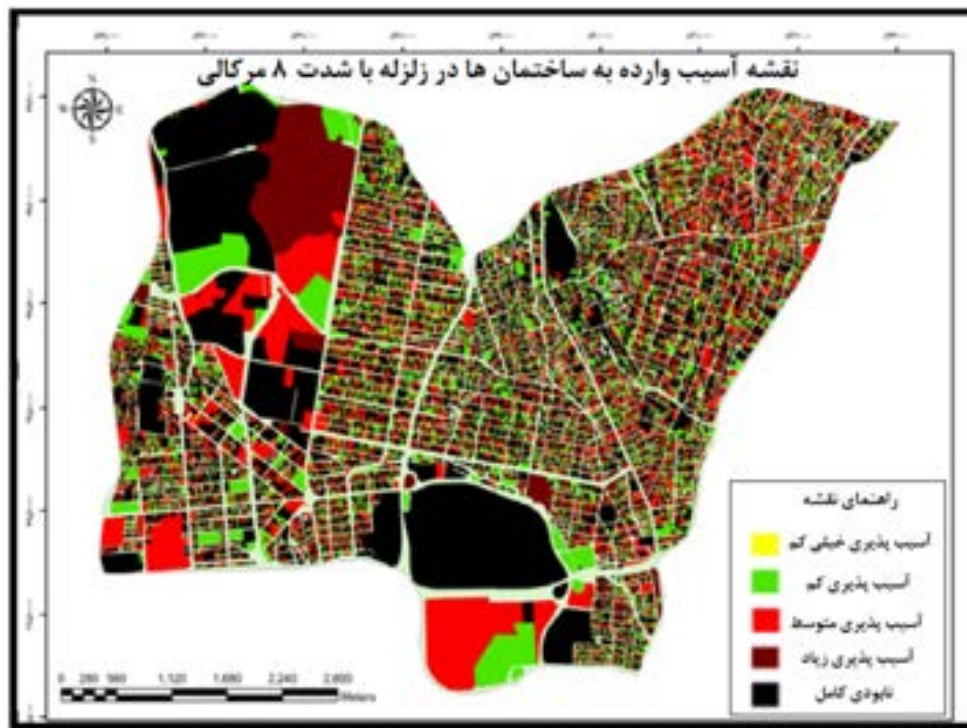 نقشه آسیب وارده به ساختمان ها در زلزله با شدت ۸ مرکالی
راهنمای نقشه
آسیب پذیری خیلی کم
آسیب پذیری کم
آسیب پذیری متوسط
آسیب پذیری زیاد
نابودی کامل
0 280 560 1,120 1,680 2,240 2,800
Meters